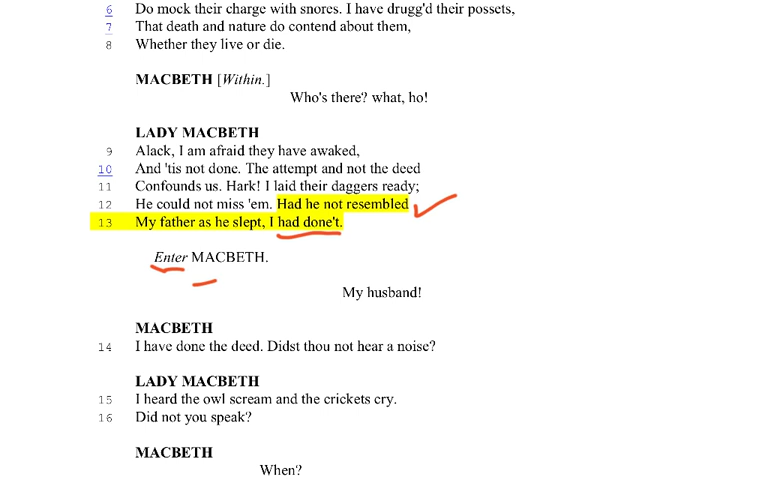 6 Do mock their charge with snores. I have drugg'd their possets,
7 That death and nature do contend about them,
8 Whether they live or die.
MACBETH [Within.]
Who's there? what, ho!
LADY MACBETH
9 Alack, I am afraid they have awaked,
10 And 'tis not done. The attempt and not the deed
11 Confounds us. Hark! I laid their daggers ready;
12 He could not miss 'em. Had he not resembled
13 My father as he slept, I had done't.
Enter MACBETH.
My husband!
MACBETH
14 I have done the deed. Didst thou not hear a noise?
LADY MACBETH
15 I heard the owl scream and the crickets cry.
16 Did not you speak?
MACBETH
When?